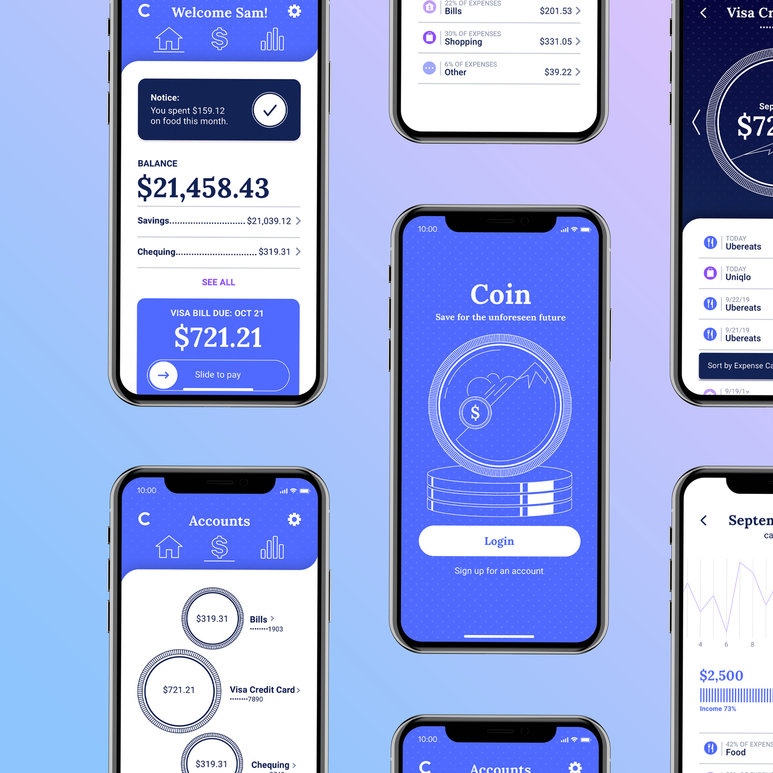 C
Welcome Sam!
Notice:
You spent $159.12
on food this month.
BALANCE
$21,458.43
Savings............................$21,039.12
Chequing..............................$319.31
SEE ALL
VISA BILL DUE: OCT 21
$721.21
Slide to pay
10:00
C
Accounts
$
$319.31
Bills
········1903
$721.21
Visa Credit Card
········7890
$319.31
Chequing
22% OF EXPENSES
Bills
$201.53
30% OF EXPENSES
Shopping
$331.05
6% OF EXPENSES
Other
$39.22
10:00
Coin
Save for the unforeseen future
$
Login
Sign up for an account
10:00
C
Accounts
Visa Cr
Sep
$72
TODAY
Ubereats
TODAY
Uniqlo
9/22/19
Ubereats
9/21/19
Ubereats
Sort by Expense Ca
Septem
ca
4 6 8
$2,500
Income 73%
42% OF EXPENS
Food